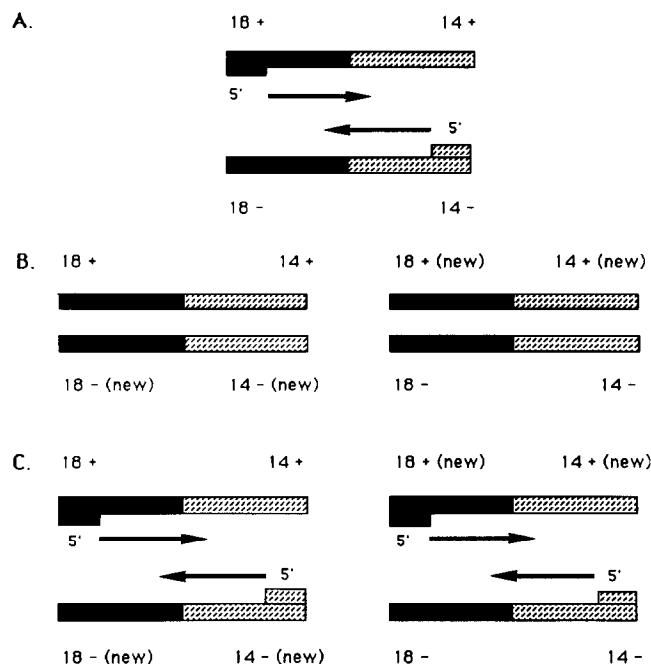 A.
18 + 14 +
5'
5'
18 - 14 -
B.
18 + 14 + 18 + (new) 14 + (new)
18 - (new) 14 - (new) 18 - 14 -
C.
18 + 14 + 18 + (new) 14 + (new)
5' 5'
5' 5'
18 - (new) 14 - (new) 18 - 14 -